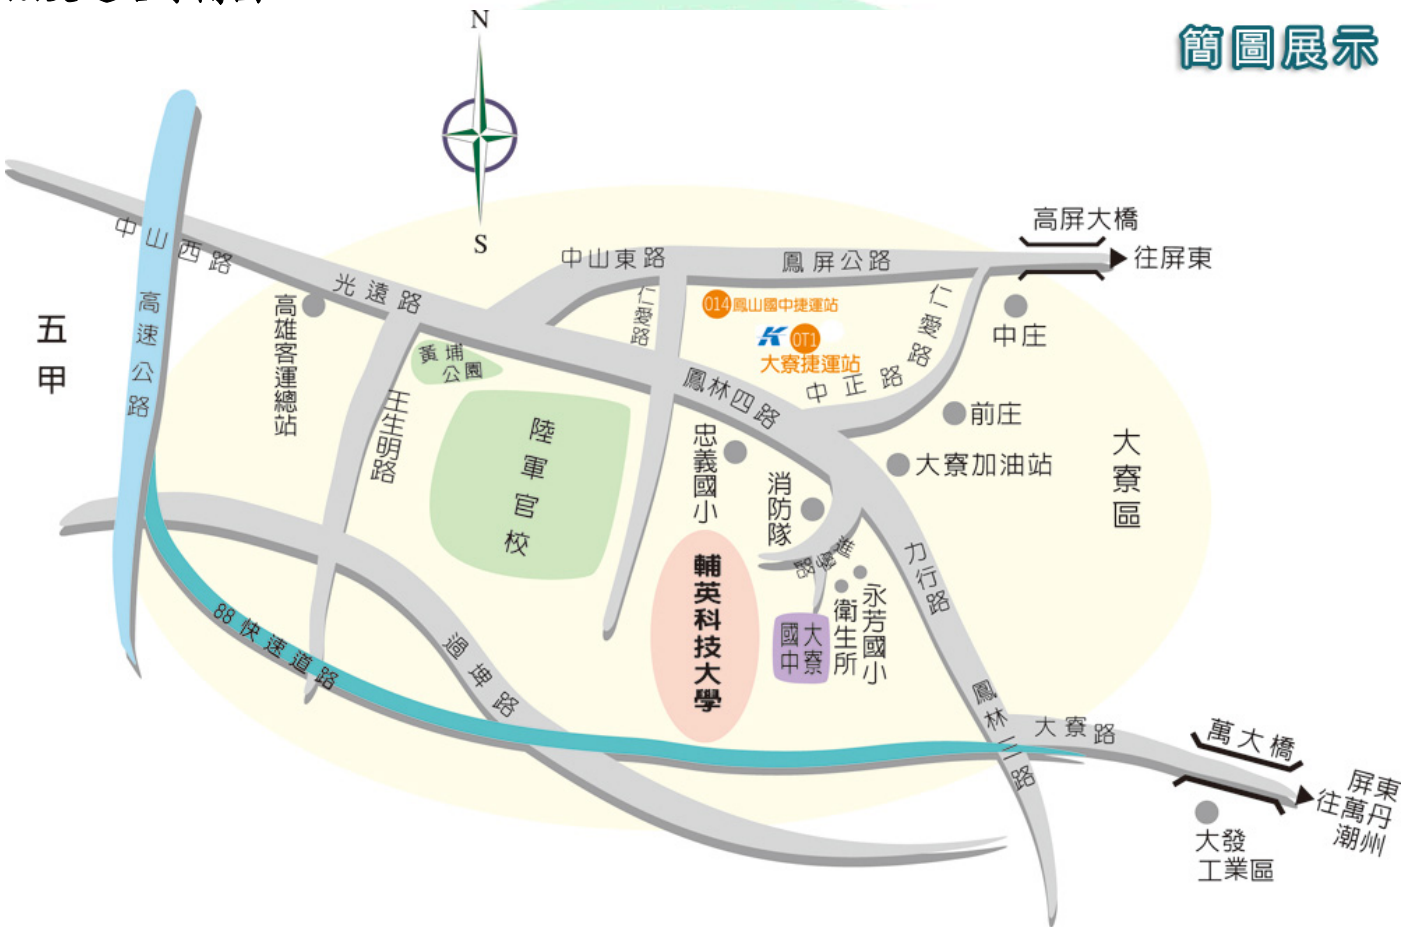 簡圖展示
N
S
中山西路
高速公路
五甲
光遠路
高雄客運總站
中山東路
鳳屏公路
高屏大橋
往屏東
仁愛路
O14鳳山國中捷運站
OT1
大寮捷運站
仁愛路
中庄
中正路
黃埔
公園
王生明路
陸軍官校
鳳林四路
前庄
大寮加油站
大寮區
忠義國小
消防隊
進學路
力行路
輔英科技大學
大寮
國中
衛生所
永芳國小
88快速道路
過埤路
鳳林三路
大寮路
萬大橋
屏東
往萬丹
潮州
大發
工業區